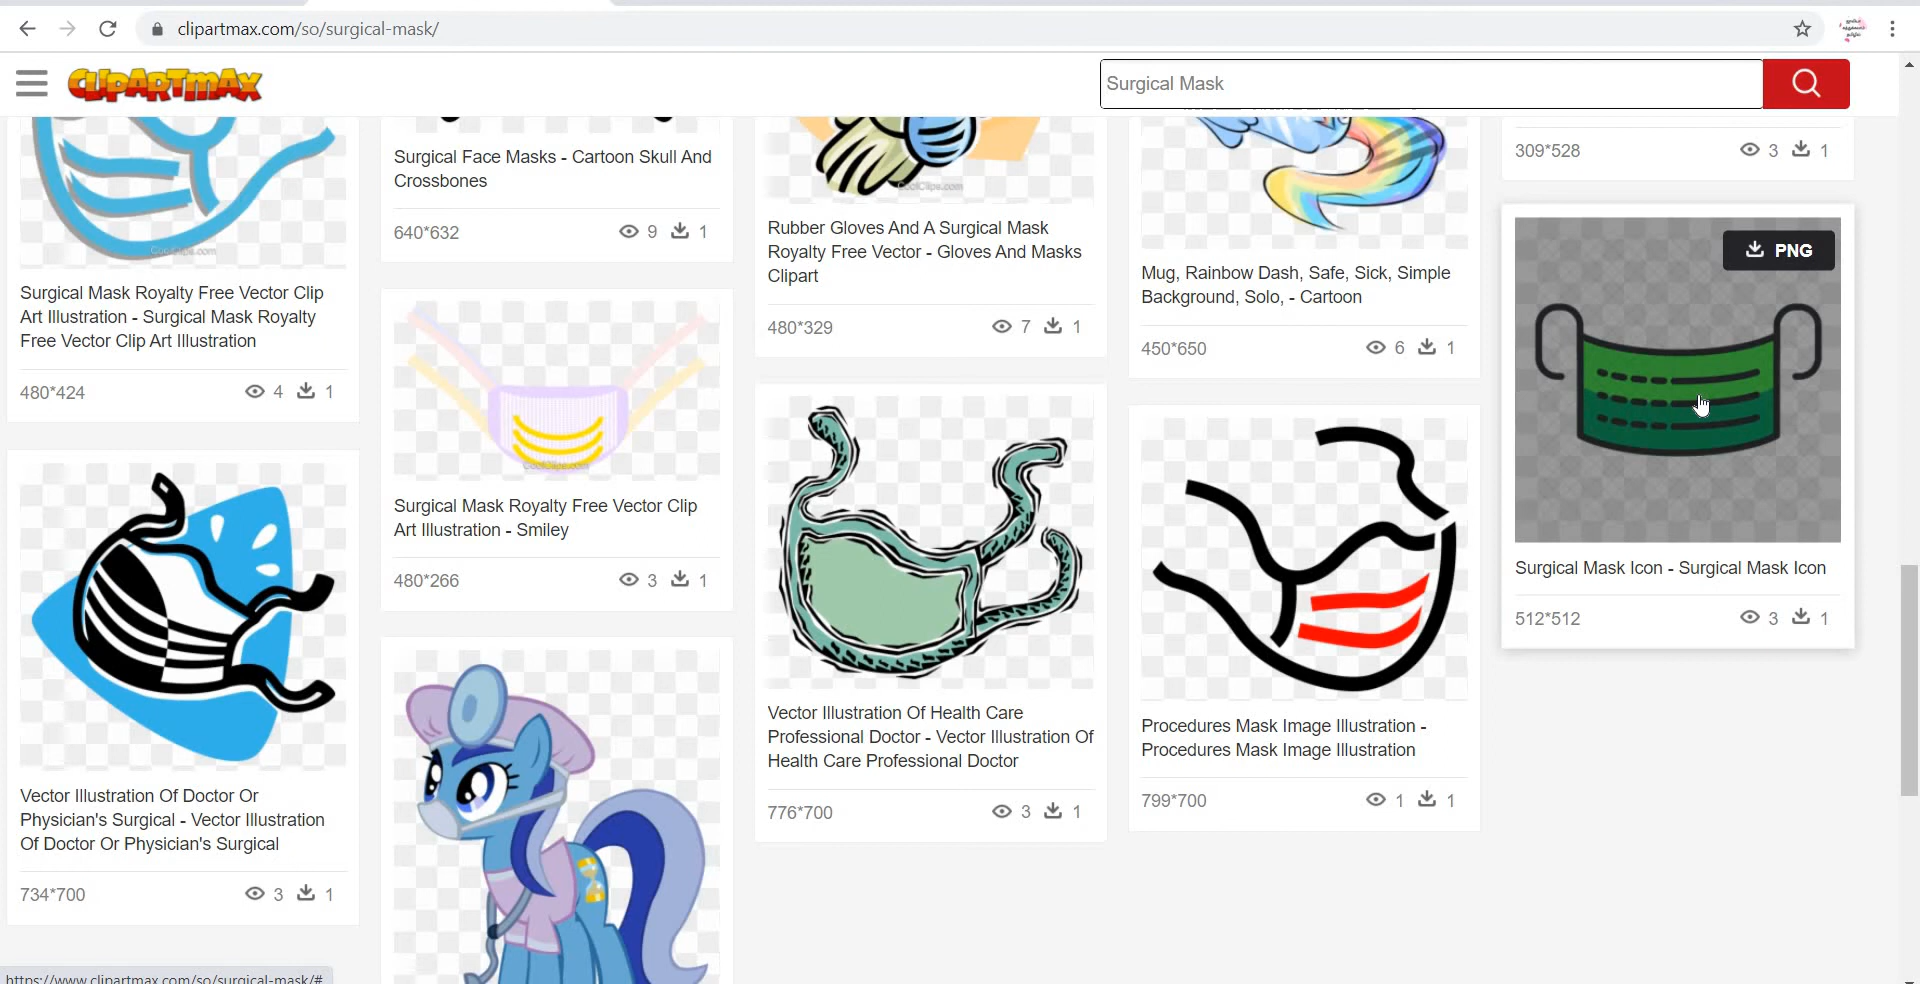 clipartmax.com/so/surgical-mask/
CLIPARTMAX
Surgical Mask
CoolClips.com
Surgical Mask Royalty Free Vector Clip
Art Illustration - Surgical Mask Royalty
Free Vector Clip Art Illustration
480*424
4
1
Vector Illustration Of Doctor Or
Physician's Surgical - Vector Illustration
Of Doctor Or Physician's Surgical
734*700
3
1
Surgical Face Masks - Cartoon Skull And
Crossbones
640*632
9
1
CoolClips.com
Surgical Mask Royalty Free Vector Clip
Art Illustration - Smiley
480*266
3
1
CoolClips.com
Rubber Gloves And A Surgical Mask
Royalty Free Vector - Gloves And Masks
Clipart
480*329
7
1
Vector Illustration Of Health Care
Professional Doctor - Vector Illustration Of
Health Care Professional Doctor
776*700
3
1
Mug, Rainbow Dash, Safe, Sick, Simple
Background, Solo, - Cartoon
450*650
6
1
Procedures Mask Image Illustration -
Procedures Mask Image Illustration
799*700
1
1
309*528
3
1
PNG
Surgical Mask Icon - Surgical Mask Icon
512*512
3
1
https://www.clipartmax.com/so/surgical-mask/#